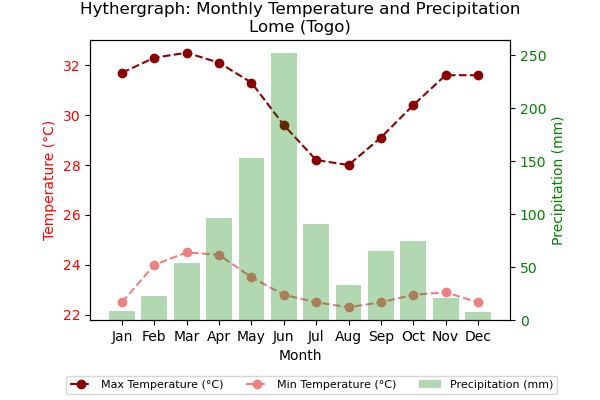 Hythergraph: Monthly Temperature and Precipitation
Lome (Togo)
Temperature (°C)
32
30
28
26
24
22
250
200
150
100
50
0
Precipitation (mm)
Jan Feb Mar Apr May Jun Jul Aug Sep Oct Nov Dec
Month
Max Temperature (°C) Min Temperature (°C) Precipitation (mm)